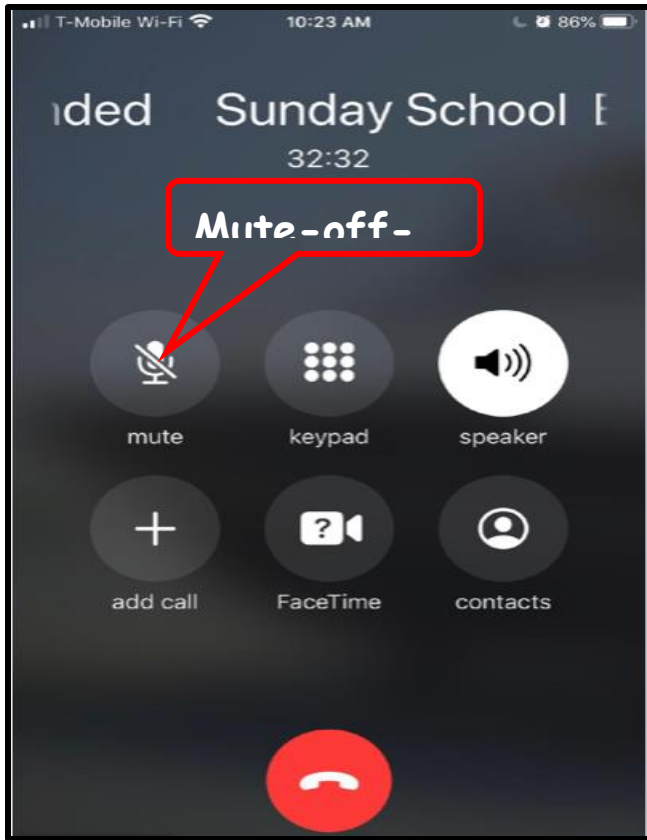 T-Mobile Wi-Fi 10:23 AM 86%
nded Sunday School
32:32
Mute-off-
mute keypad speaker
?
add call FaceTime contacts